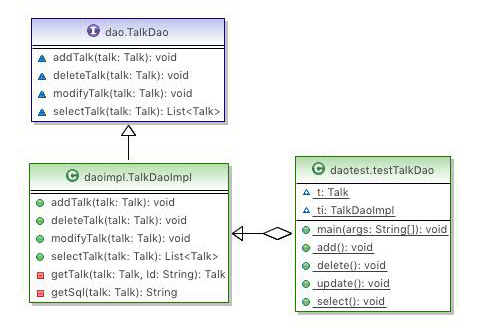 dao.TalkDao
addTalk(talk: Talk): void
deleteTalk(talk: Talk): void
modifyTalk(talk: Talk): void
selectTalk(talk: Talk): List<Talk>
daoimpl.TalkDaoImpl
addTalk(talk: Talk): void
deleteTalk(talk: Talk): void
modifyTalk(talk: Talk): void
selectTalk(talk: Talk): List<Talk>
getTalk(talk: Talk, Id: String): Talk
getSql(talk: Talk): String
daotest.testTalkDao
t: Talk
ti: TalkDaoImpl
main(args: String[]): void
add(): void
delete(): void
update(): void
select(): void